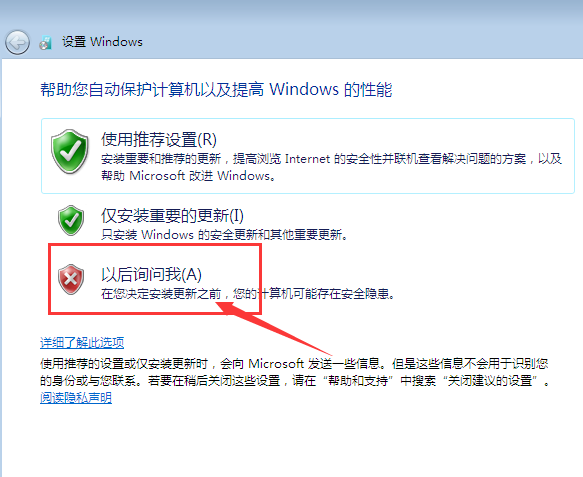 设置 Windows
帮助您自动保护计算机以及提高 Windows 的性能
使用推荐设置(R)
安装重要和推荐的更新，提高浏览 Internet 的安全性并联机查看解决问题的方案，以及
帮助 Microsoft 改进 Windows。
仅安装重要的更新(I)
只安装 Windows 的安全更新和其他重要更新。
以后询问我(A)
在您决定安装更新之前，您的计算机可能存在安全隐患。
详细了解此选项
使用推荐的设置或仅安装更新时，会向 Microsoft 发送一些信息。但是这些信息不会用于识别您
的身份或与您联系。若要在稍后关闭这些设置，请在“帮助和支持”中搜索“关闭建议的设置”。
阅读隐私声明